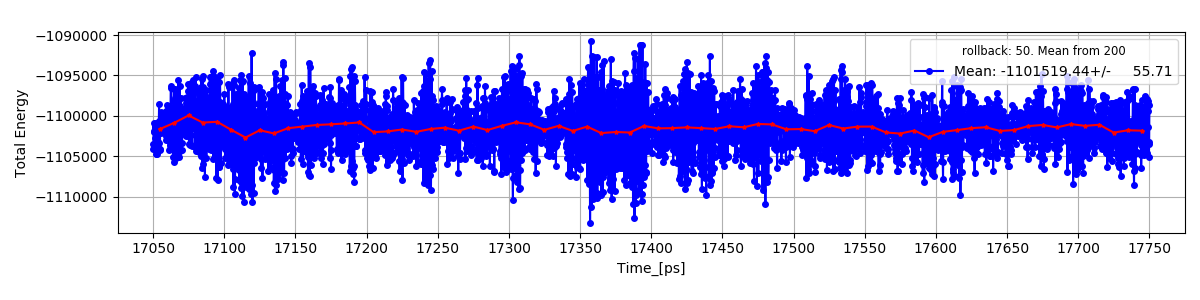 Total Energy
−1090000
−1095000
−1100000
−1105000
−1110000
rollback: 50. Mean from 200
Mean: -1101519.44+/- 55.71
17050 17100 17150 17200 17250 17300 17350 17400 17450 17500 17550 17600 17650 17700 17750
Time_[ps]